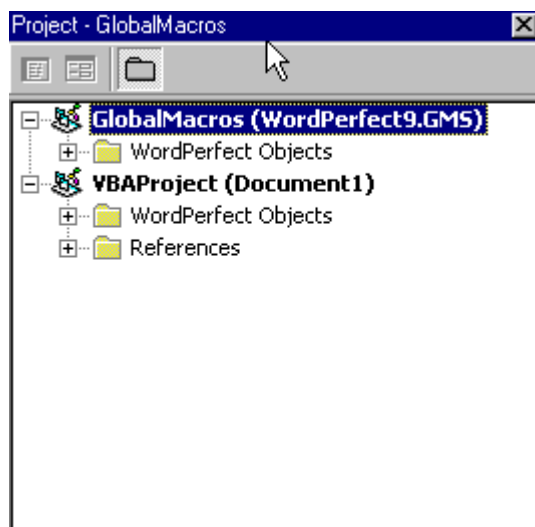 Project - GlobalMacros
GlobalMacros (WordPerfect9.GMS)
WordPerfect Objects
VBAProject (Document1)
WordPerfect Objects
References